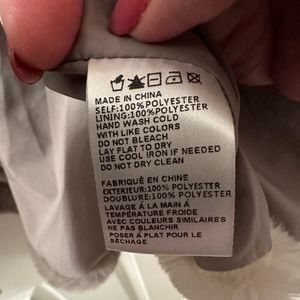 MADE IN CHINA
SELF:100%POLYESTER
LINING:100%POLYESTER
HAND WASH COLD
WITH LIKE COLORS
DO NOT BLEACH
LAY FLAT TO DRY
USE COOL IRON IF NEEDED
DO NOT DRY CLEAN
FABRIQUÉ EN CHINE
EXTERIEUR:100% POLYESTER
DOUBLURE:100% POLYESTER
LAVAGE Á LA MAIN Á
TEMPÉRATURE FROIDE
AVEC COULEURS SIMILAIRES
NE PAS BLANCHIR
POSER Á PLAT POUR LE
SÉCHAGE